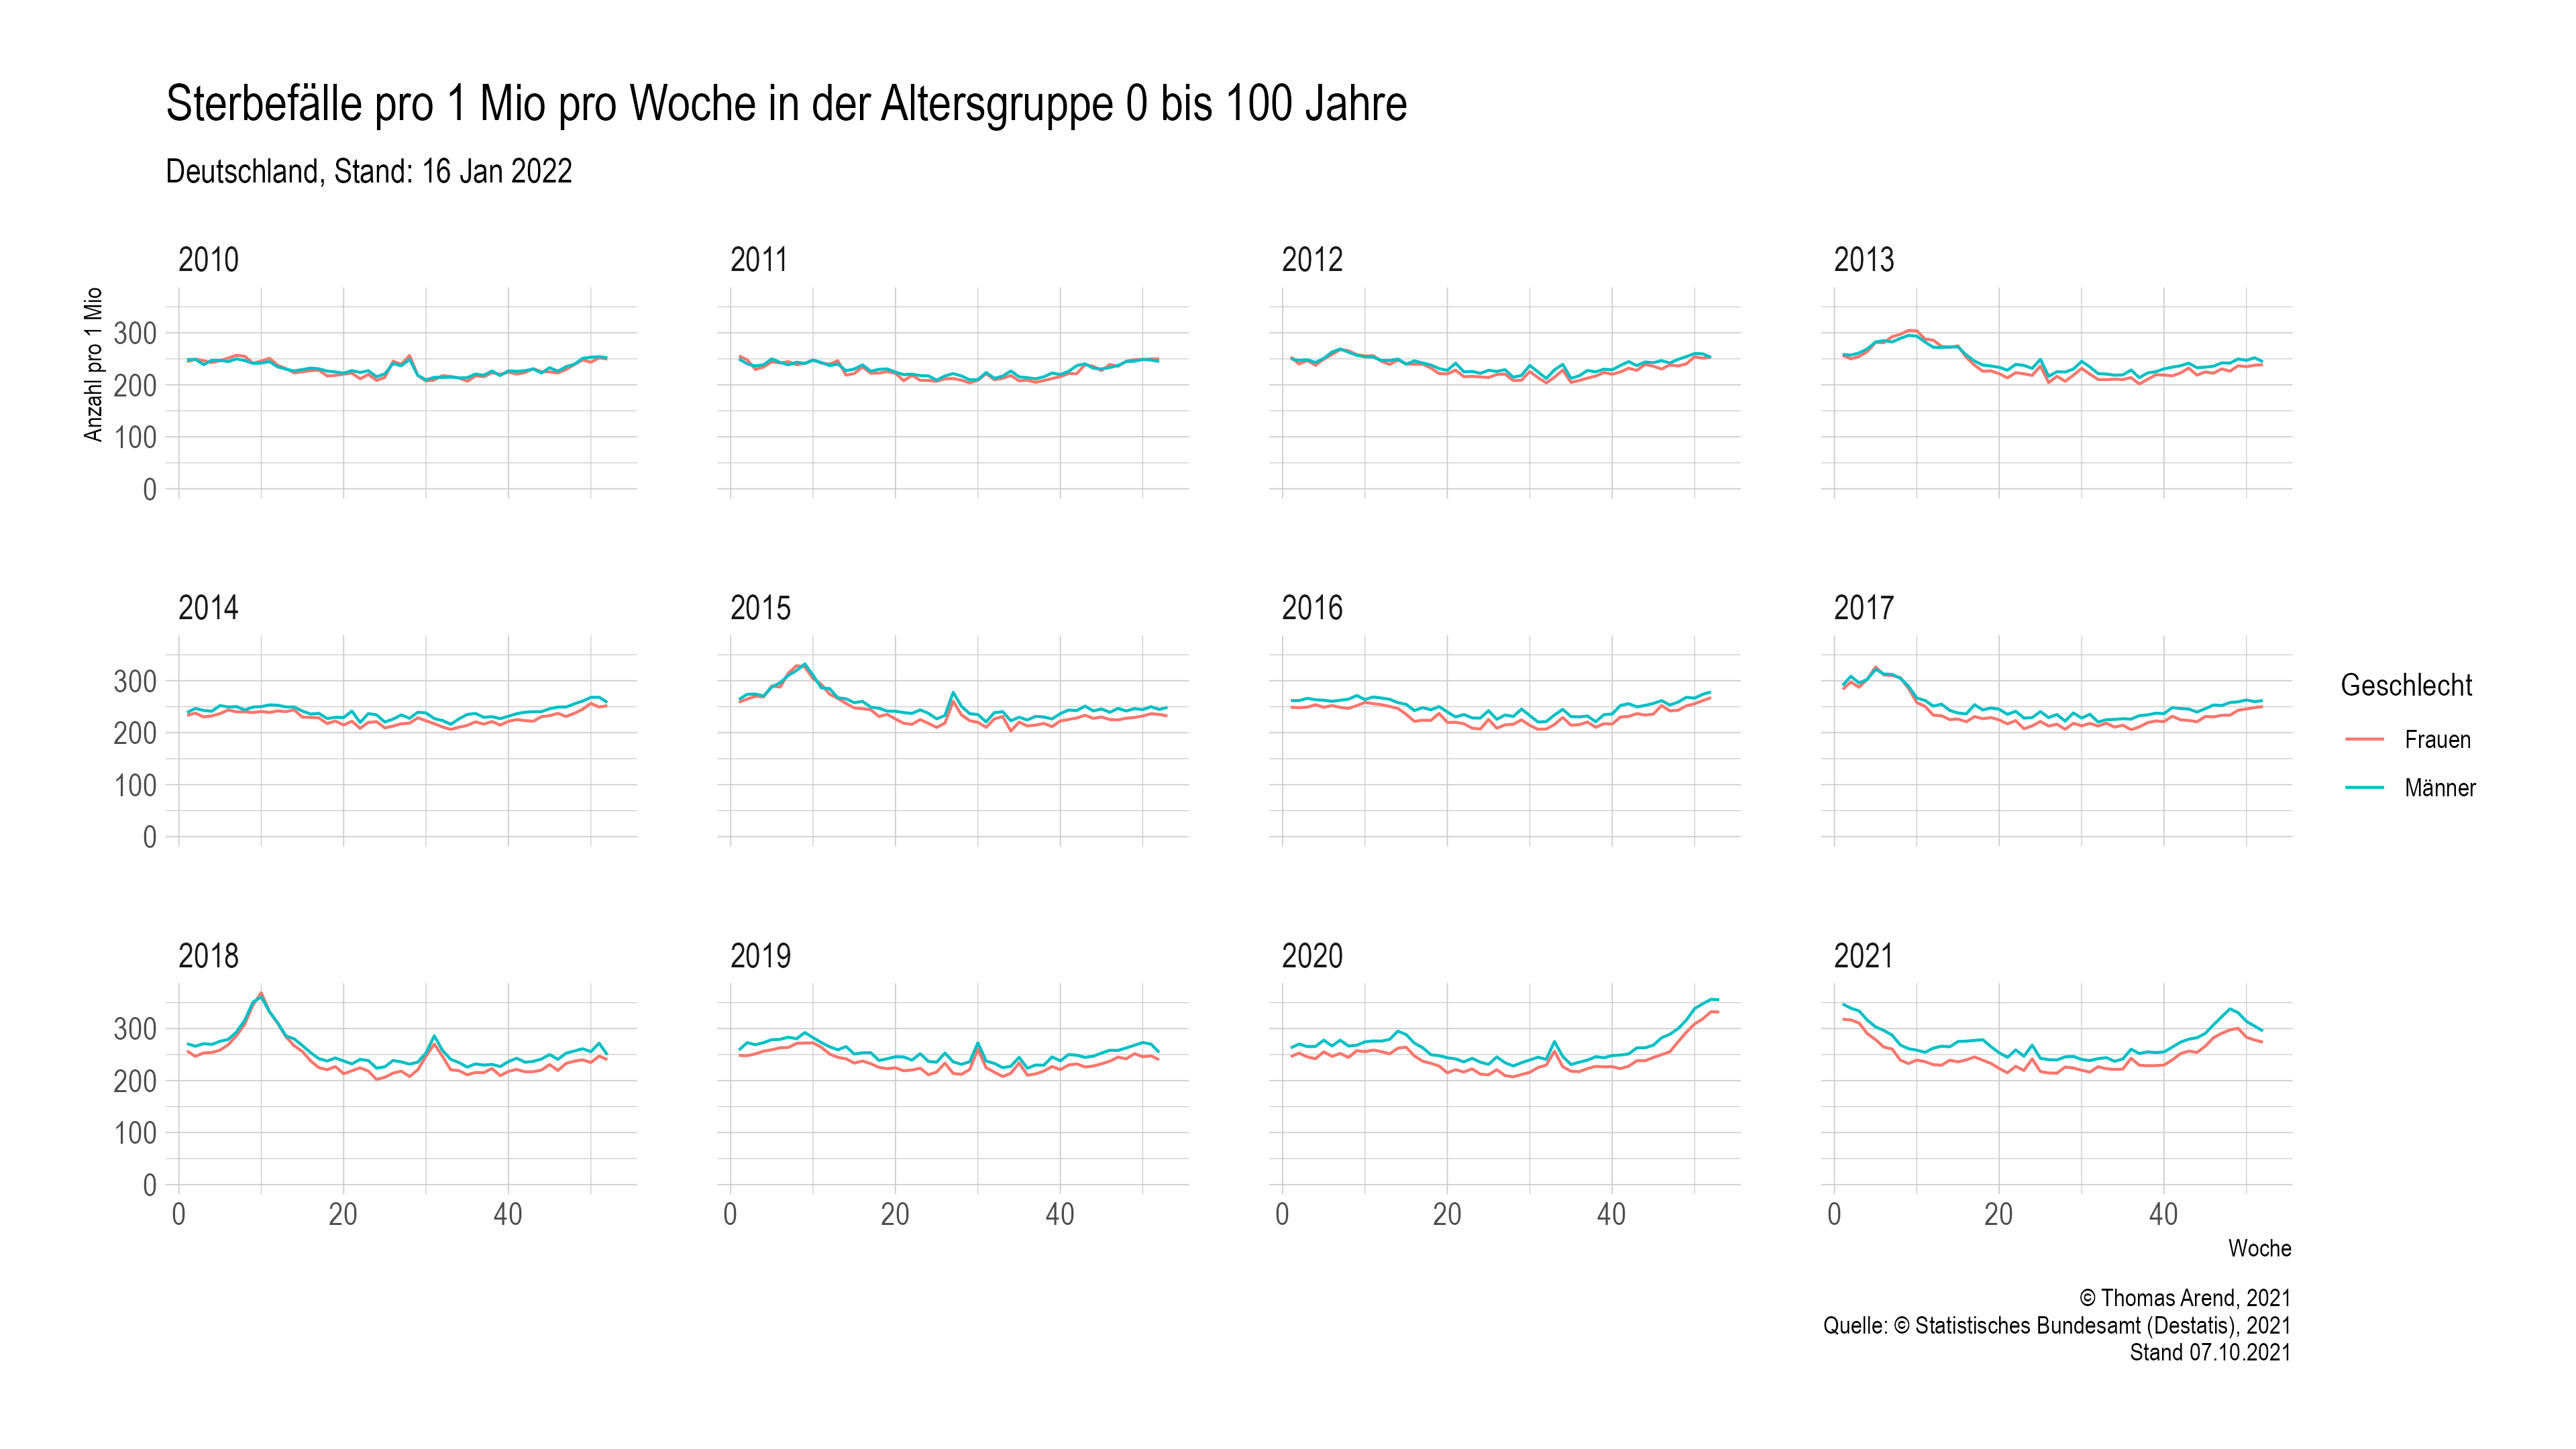 Sterbefälle pro 1 Mio pro Woche in der Altersgruppe 0 bis 100 Jahre
Deutschland, Stand: 16 Jan 2022
2010
2011
2012
2013
Anzahl pro 1 Mio
300
200
100
0
2014
2015
2016
2017
300
200
100
0
Geschlecht
Frauen
Männer
2018
2019
2020
2021
300
200
100
0
0 20 40
0 20 40
0 20 40
0 20 40
Woche
© Thomas Arend, 2021
Quelle: © Statistisches Bundesamt (Destatis), 2021
Stand 07.10.2021